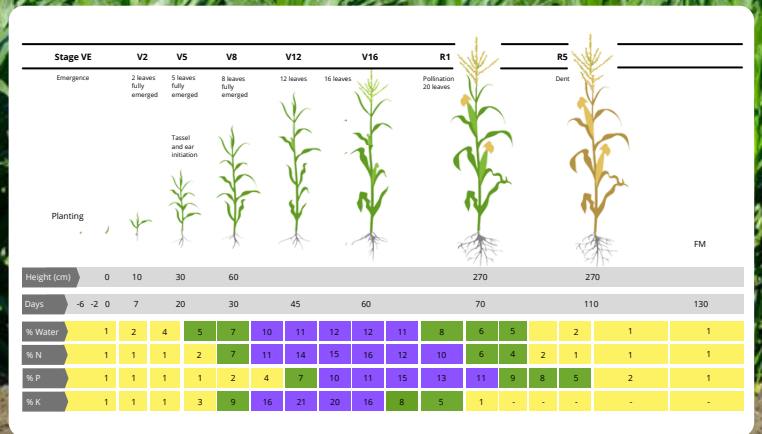 Stage VE V2 V5 V8 V12 V16 R1 R5
Emergence
2 leaves
fully
emerged
5 leaves
fully
emerged
8 leaves
fully
emerged
12 leaves
16 leaves
Pollination
20 leaves
Dent
Tassel
and ear
initiation
Planting
FM
Height (cm) 0 10 30 60 270 270
Days -6 -2 0 7 20 30 45 60 70 110 130
% Water 1 2 4 5 7 10 11 12 12 11 8 6 5 2 1 1
% N 1 1 1 2 7 11 14 15 16 12 10 6 4 2 1 1 1
% P 1 1 1 1 2 4 7 10 11 15 13 11 9 8 5 2 1
% K 1 1 1 3 9 16 21 20 16 8 5 1 - - - - -